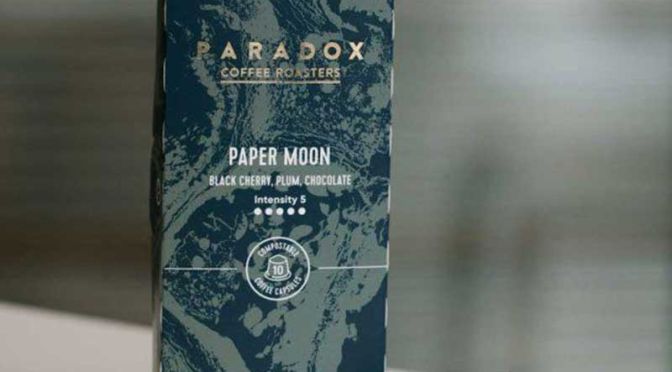 PARADOX
COFFEE ROASTERS
PAPER MOON
BLACK CHERRY, PLUM, CHOCOLATE
Intensity 5
COMPOSTABLE
10
COFFEE CAPSULES